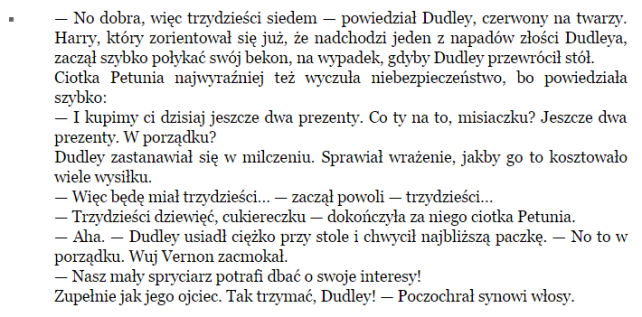 — No dobra, więc trzydzieści siedem — powiedział Dudley, czerwony na twarzy.
Harry, który zorientował się już, że nadchodzi jeden z napadów złości Dudleya,
zaczął szybko połykać swój bekon, na wypadek, gdyby Dudley przewrócił stół.
Ciotka Petunia najwyraźniej też wyczuła niebezpieczeństwo, bo powiedziała
szybko:
— I kupimy ci dzisiaj jeszcze dwa prezenty. Co ty na to, misiaczku? Jeszcze dwa
prezenty. W porządku?
Dudley zastanawiał się w milczeniu. Sprawiał wrażenie, jakby go to kosztowało
wiele wysiłku.
— Więc będę miał trzydzieści... — zaczął powoli — trzydzieści...
— Trzydzieści dziewięć, cukiereczku — dokończyła za niego ciotka Petunia.
— Aha. — Dudley usiadł ciężko przy stole i chwycił najbliższą paczkę. — No to w
porządku. Wuj Vernon zacmokał.
— Nasz mały spryciarz potrafi dbać o swoje interesy!
Zupełnie jak jego ojciec. Tak trzymać, Dudley! — Poczochrał synowi włosy.